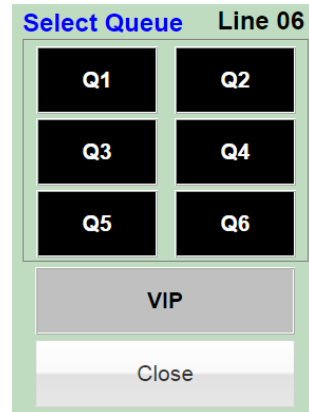 Select Queue Line 06
Q1 Q2
Q3 Q4
Q5 Q6
VIP
Close